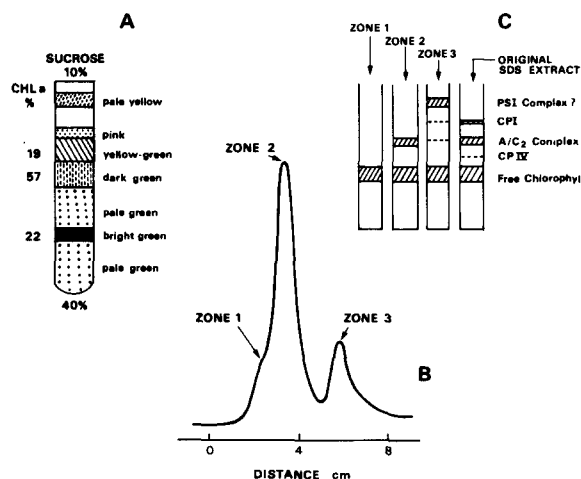 A
SUCROSE
10%
CHL a
%
pale yellow
pink
19
yellow-green
57
dark green
pale green
22
bright green
pale green
40%
B
ZONE 1
ZONE 2
ZONE 3
0
4
8
DISTANCE cm
C
ZONE 1
ZONE 2
ZONE 3
ORIGINAL
SDS EXTRACT
PSI Complex ?
CPI
A/C₂ Complex
CP IV
Free Chlorophyl